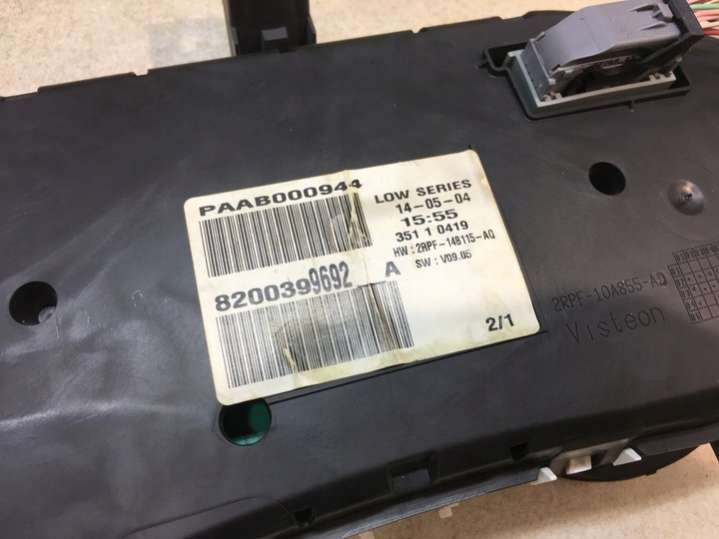 PAAB000944
LOW SERIES
14-05-04
15:55
351 1 0419
HW: 2RPF-14B115-AQ
SW: V09.05
8200399692 A
2/1
2RPF-10A855-AD
Visteon